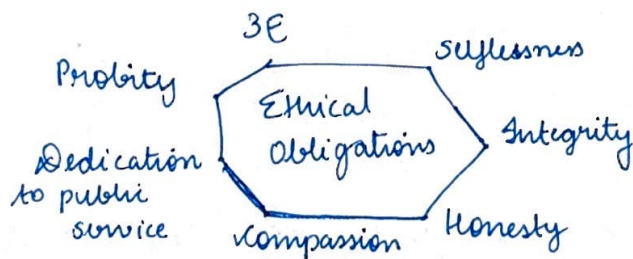 3E
Selflessness
Probity
Ethical
Obligations
Integrity
Dedication
to public
service
Compassion
Honesty